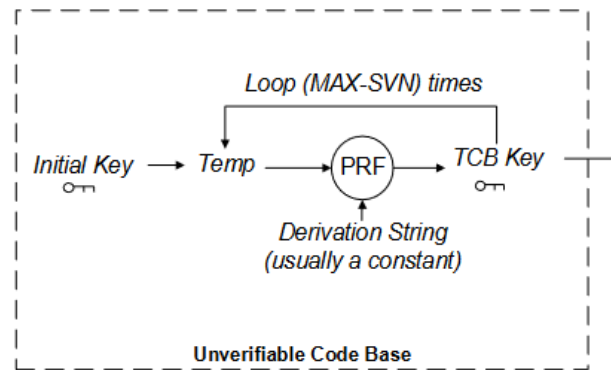 Loop (MAX-SVN) times
Initial Key
Temp
PRF
TCB Key
Derivation String
(usually a constant)
Unverifiable Code Base